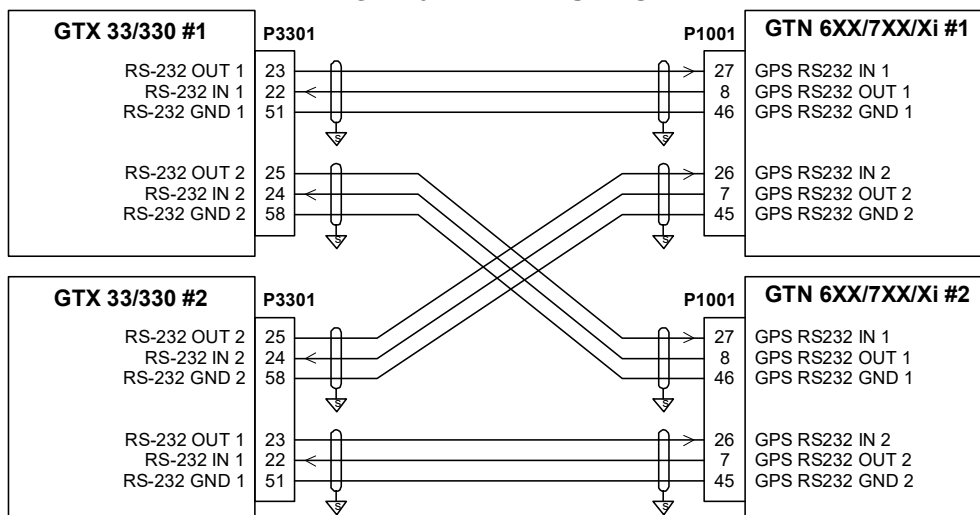 GTX 33/330 #1 P3301 P1001 GTN 6XX/7XX/Xi #1
RS-232 OUT 1 23 27 GPS RS232 IN 1
RS-232 IN 1 22 8 GPS RS232 OUT 1
RS-232 GND 1 51 46 GPS RS232 GND 1
S S
RS-232 OUT 2 25 26 GPS RS232 IN 2
RS-232 IN 2 24 7 GPS RS232 OUT 2
RS-232 GND 2 58 45 GPS RS232 GND 2
S S
GTX 33/330 #2 P3301 P1001 GTN 6XX/7XX/Xi #2
RS-232 OUT 2 25 27 GPS RS232 IN 1
RS-232 IN 2 24 8 GPS RS232 OUT 1
RS-232 GND 2 58 46 GPS RS232 GND 1
S S
RS-232 OUT 1 23 26 GPS RS232 IN 2
RS-232 IN 1 22 7 GPS RS232 OUT 2
RS-232 GND 1 51 45 GPS RS232 GND 2
S S